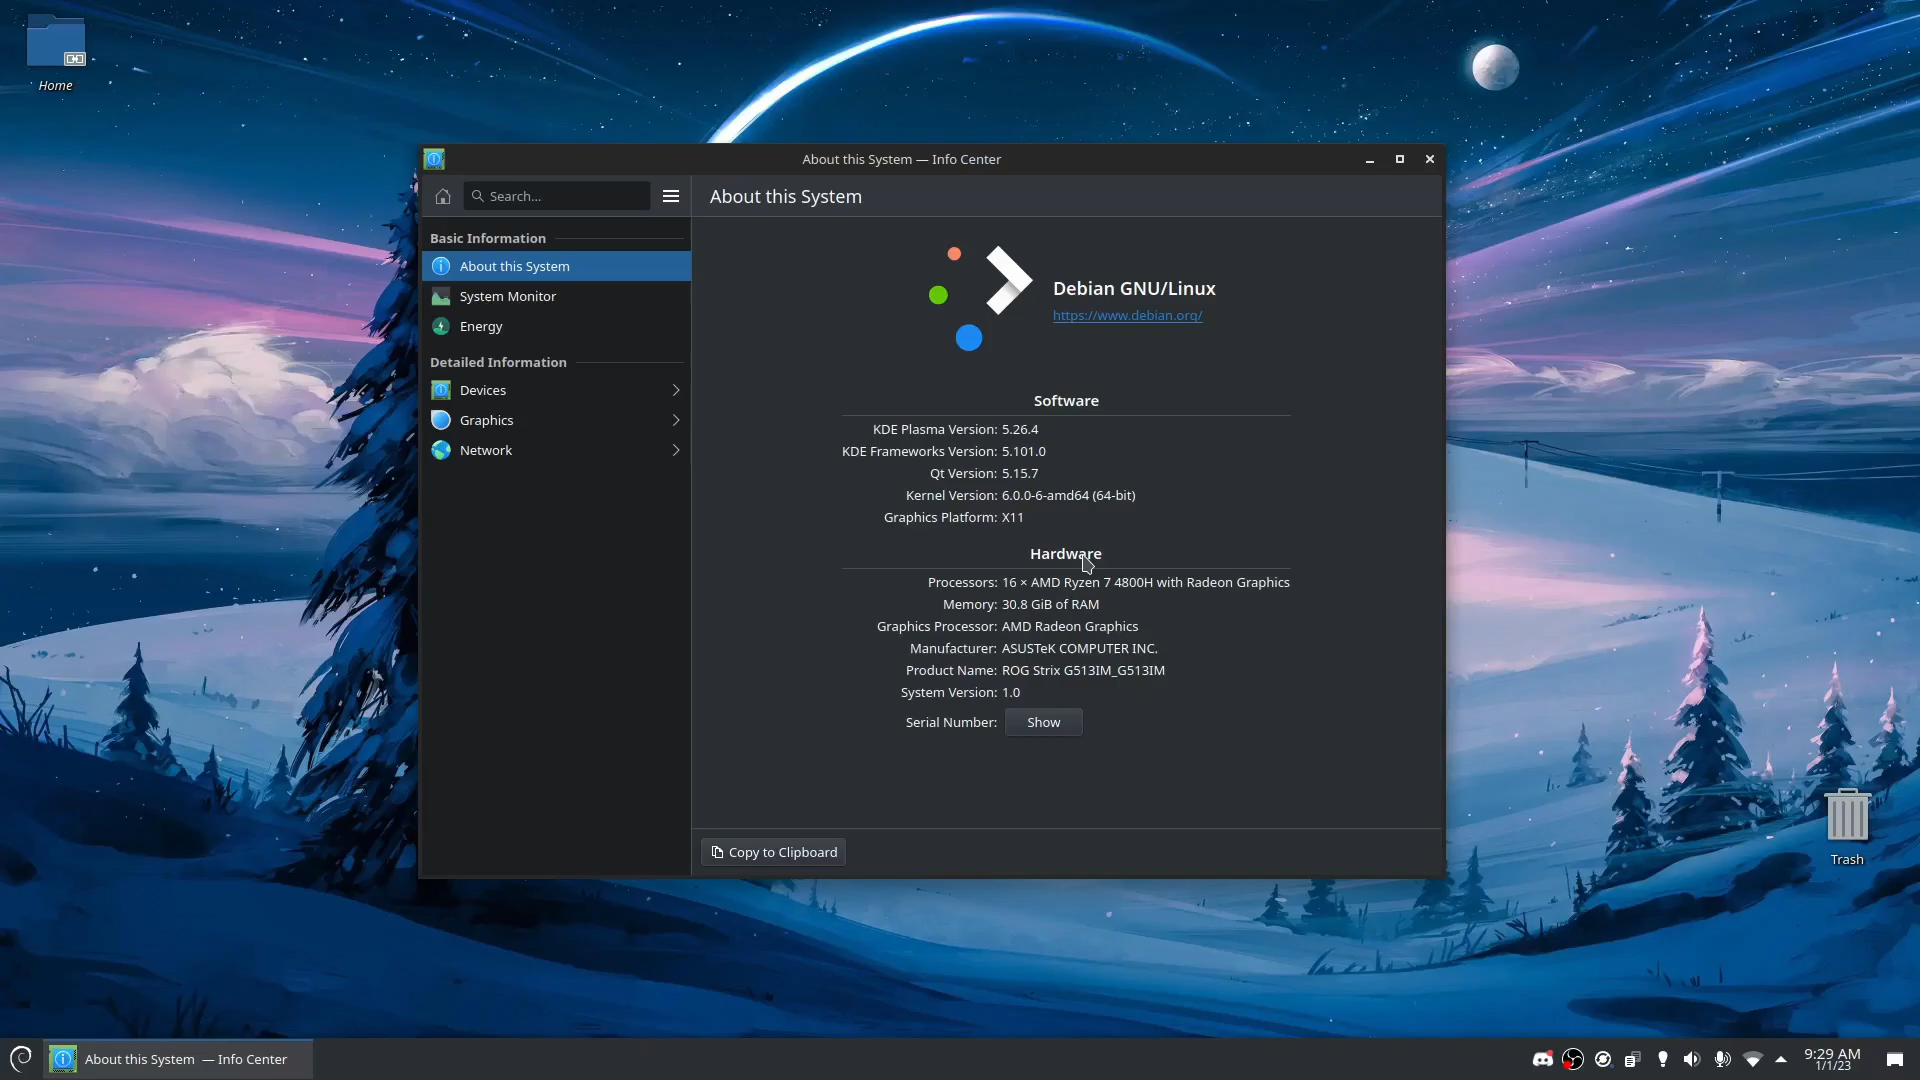 Home
About this System — Info Center
Search...
About this System
Basic Information
About this System
System Monitor
Energy
Detailed Information
Devices
Graphics
Network
Debian GNU/Linux
https://www.debian.org/
Software
KDE Plasma Version: 5.26.4
KDE Frameworks Version: 5.101.0
Qt Version: 5.15.7
Kernel Version: 6.0.0-6-amd64 (64-bit)
Graphics Platform: X11
Hardware
Processors: 16 × AMD Ryzen 7 4800H with Radeon Graphics
Memory: 30.8 GiB of RAM
Graphics Processor: AMD Radeon Graphics
Manufacturer: ASUSTeK COMPUTER INC.
Product Name: ROG Strix G513IM_G513IM
System Version: 1.0
Serial Number: Show
Copy to Clipboard
Trash
About this System — Info Center
9:29 AM
1/1/23